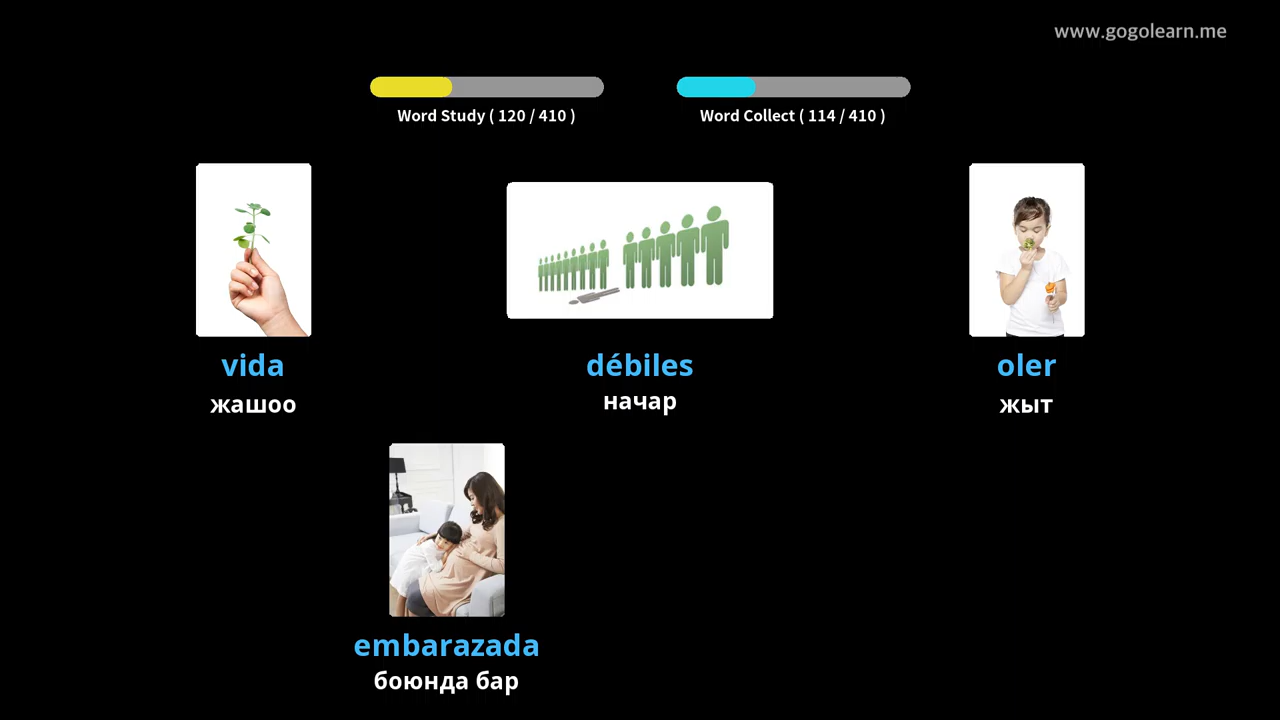 www.gogolearn.me
Word Study ( 120 / 410 )
Word Collect ( 114 / 410 )
vida
жашоо
débiles
начар
oler
жыт
embarazada
боюнда бар